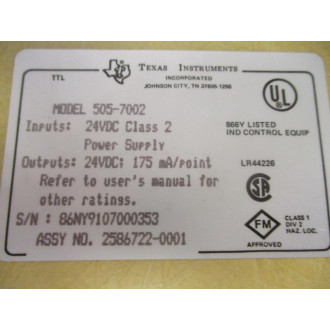 TTL
TEXAS INSTRUMENTS
INCORPORATED
JOHNSON CITY, TN 37605-1255
UL
MODEL 505-7002
Inputs: 24VDC Class 2
Power Supply
Outputs: 24VDC: 175 mA/point
Refer to user's manual for
other ratings.
S/N : 86NY9107000353
ASSY NO. 2586722-0001
866Y LISTED
IND CONTROL EQUIP
LR44226
FM
APPROVED
CLASS 1
DIV 2
HAZ. LOC.